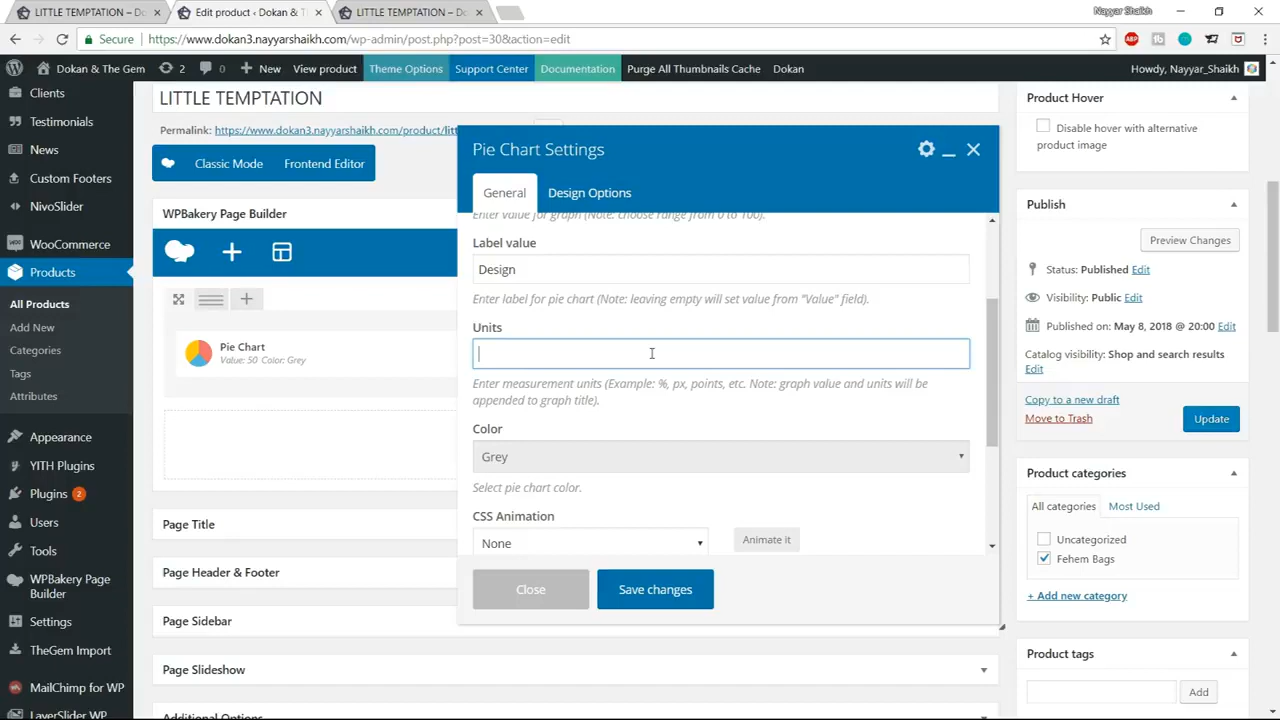 LITTLE TEMPTATION – Do
Edit product ‹ Dokan & T
LITTLE TEMPTATION – Do
Nayyar Shaikh
Secure
https://www.dokan3.nayyarshaikh.com/wp-admin/post.php?post=30&action=edit
ABP
Dokan & The Gem
2
0
New
View product
Theme Options
Support Center
Documentation
Purge All Thumbnails Cache
Dokan
Howdy, Nayyar_Shaikh
Clients
Testimonials
News
Custom Footers
NivoSlider
WooCommerce
Products
All Products
Add New
Categories
Tags
Attributes
Appearance
YITH Plugins
Plugins 2
Users
Tools
WPBakery Page
Builder
Settings
TheGem Import
MailChimp for WP
LayerSlider WP
LITTLE TEMPTATION
Permalink: https://www.dokan3.nayyarshaikh.com/product/litt
Classic Mode
Frontend Editor
WPBakery Page Builder
Pie Chart
Value: 50 Color: Grey
Page Title
Page Header & Footer
Page Sidebar
Page Slideshow
Additional Options
Pie Chart Settings
General
Design Options
Enter value for graph (Note: choose range from 0 to 100).
Label value
Design
Enter label for pie chart (Note: leaving empty will set value from "Value" field).
Units
Enter measurement units (Example: %, px, points, etc. Note: graph value and units will be
appended to graph title).
Color
Grey
Select pie chart color.
CSS Animation
None
Animate it
Close
Save changes
Product Hover
Disable hover with alternative
product image
Publish
Preview Changes
Status: Published Edit
Visibility: Public Edit
Published on: May 8, 2018 @ 20:00 Edit
Catalog visibility: Shop and search results
Edit
Copy to a new draft
Move to Trash
Update
Product categories
All categories
Most Used
Uncategorized
Fehem Bags
+ Add new category
Product tags
Add